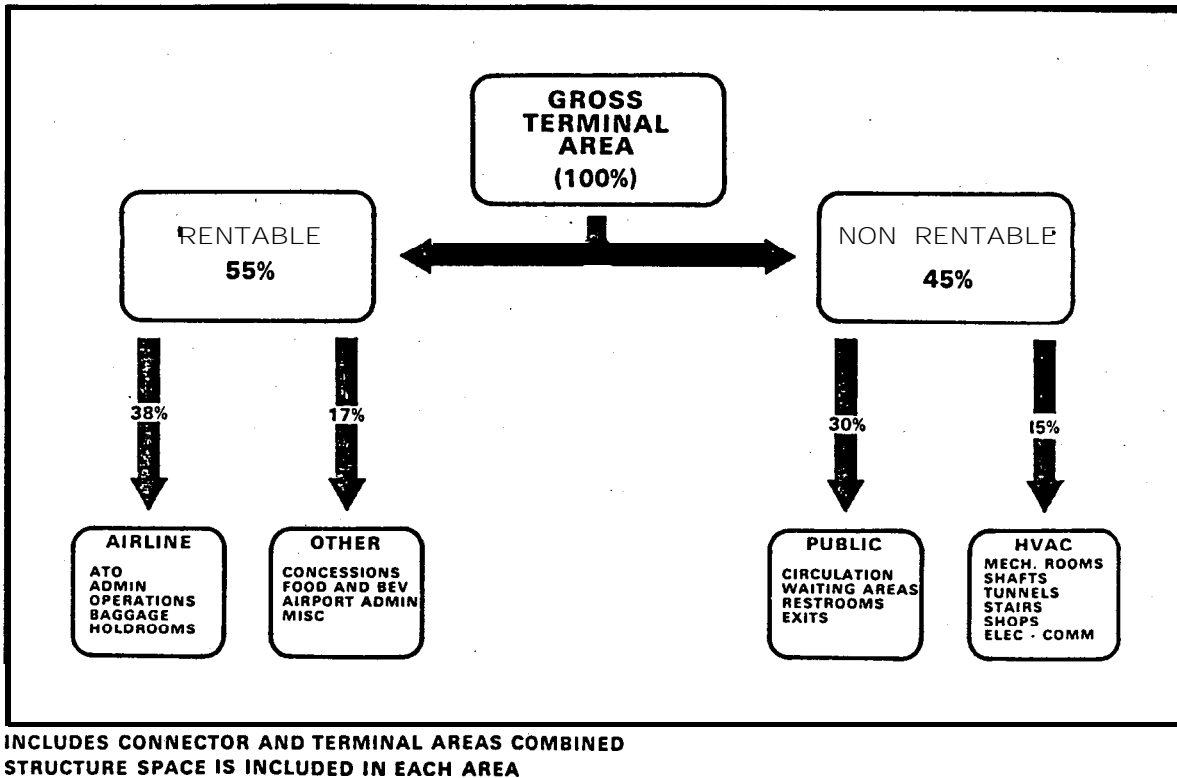 GROSS
TERMINAL
AREA
(100%)
RENTABLE
55%
NON RENTABLE
45%
38%
17%
30%
15%
AIRLINE
ATO
ADMIN
OPERATIONS
BAGGAGE
HOLDROOMS
OTHER
CONCESSIONS
FOOD AND BEV
AIRPORT ADMIN
MISC
PUBLIC
CIRCULATION
WAITING AREAS
RESTROOMS
EXITS
HVAC
MECH. ROOMS
SHAFTS
TUNNELS
STAIRS
SHOPS
ELEC - COMM
INCLUDES CONNECTOR AND TERMINAL AREAS COMBINED
STRUCTURE SPACE IS INCLUDED IN EACH AREA